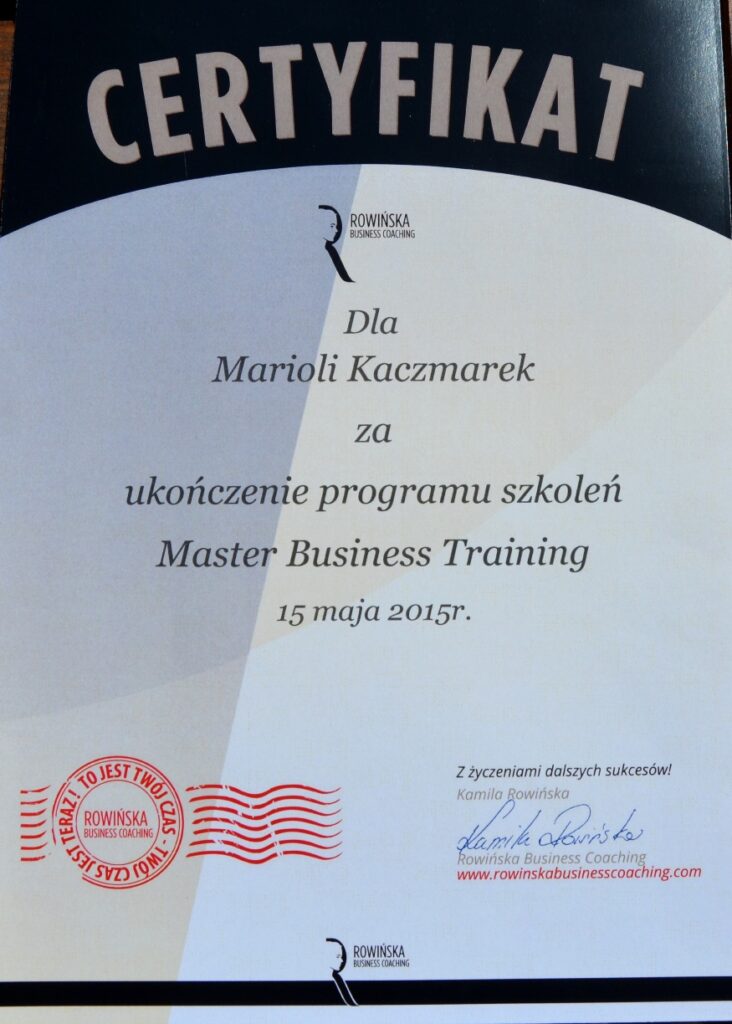 CERTYFIKAT
ROWIŃSKA
BUSINESS COACHING
Dla
Marioli Kaczmarek
za
ukończenie programu szkoleń
Master Business Training
15 maja 2015r.
TO JEST TWÓJ CZAS - TWÓJ CZAS JEST TERAZ!
ROWIŃSKA
BUSINESS COACHING
Z życzeniami dalszych sukcesów!
Kamila Rowińska
Kamila Rowińska
Rowińska Business Coaching
www.rowinskabusinesscoaching.com
ROWIŃSKA
BUSINESS COACHING